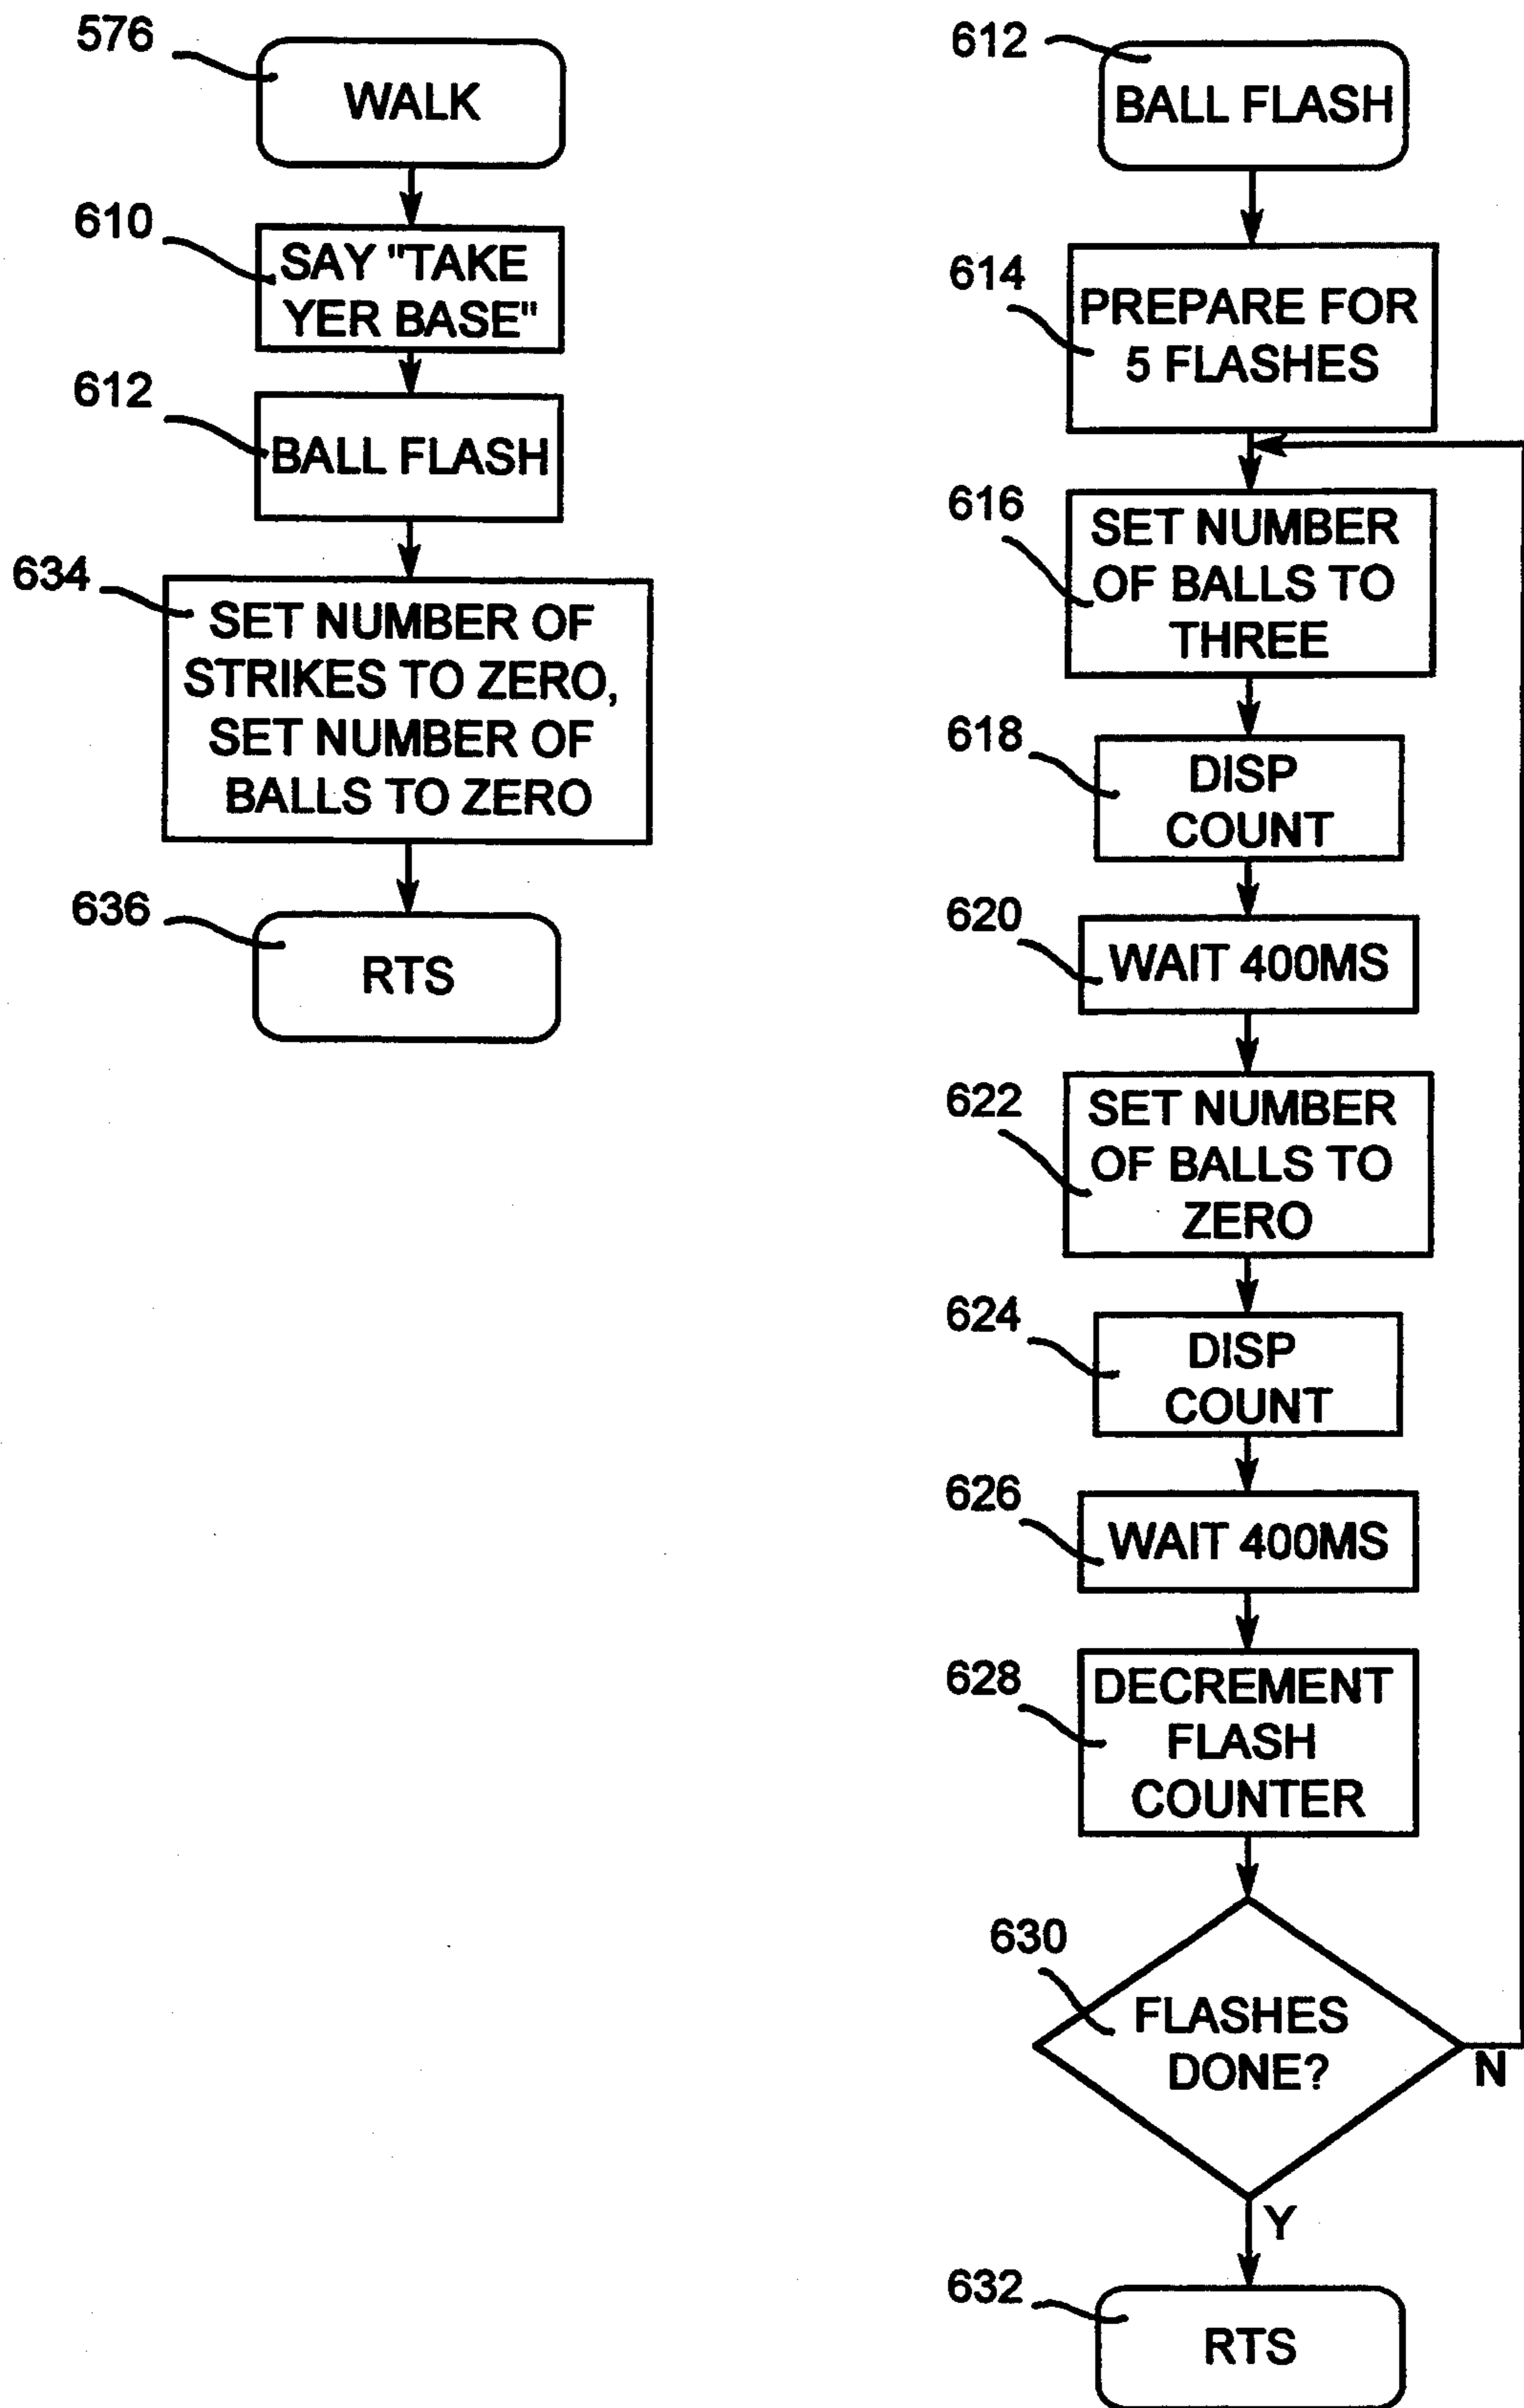 576
WALK
610
SAY "TAKE
YER BASE"
612
BALL FLASH
634
SET NUMBER OF
STRIKES TO ZERO,
SET NUMBER OF
BALLS TO ZERO
636
RTS
612
BALL FLASH
614
PREPARE FOR
5 FLASHES
616
SET NUMBER
OF BALLS TO
THREE
618
DISP
COUNT
620
WAIT 400MS
622
SET NUMBER
OF BALLS TO
ZERO
624
DISP
COUNT
626
WAIT 400MS
628
DECREMENT
FLASH
COUNTER
630
FLASHES
DONE?
N
Y
632
RTS